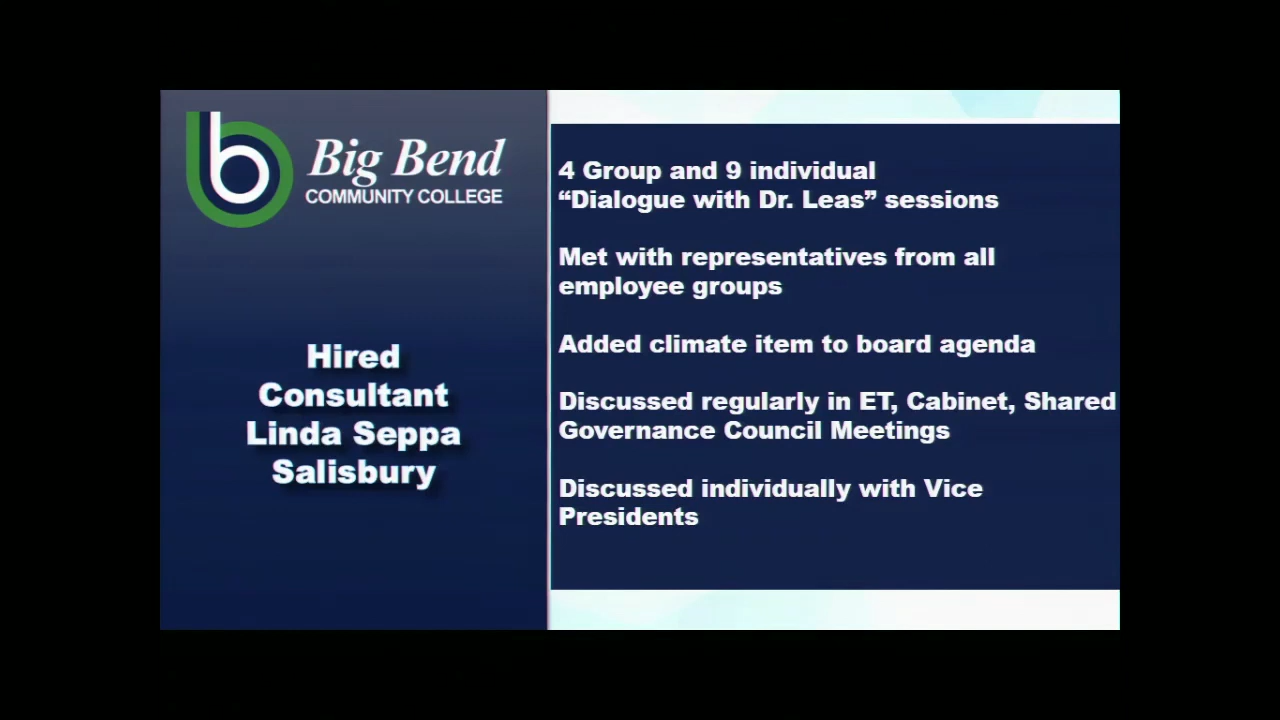 Big Bend
COMMUNITY COLLEGE
Hired
Consultant
Linda Seppa
Salisbury
4 Group and 9 individual
“Dialogue with Dr. Leas” sessions
Met with representatives from all
employee groups
Added climate item to board agenda
Discussed regularly in ET, Cabinet, Shared
Governance Council Meetings
Discussed individually with Vice
Presidents